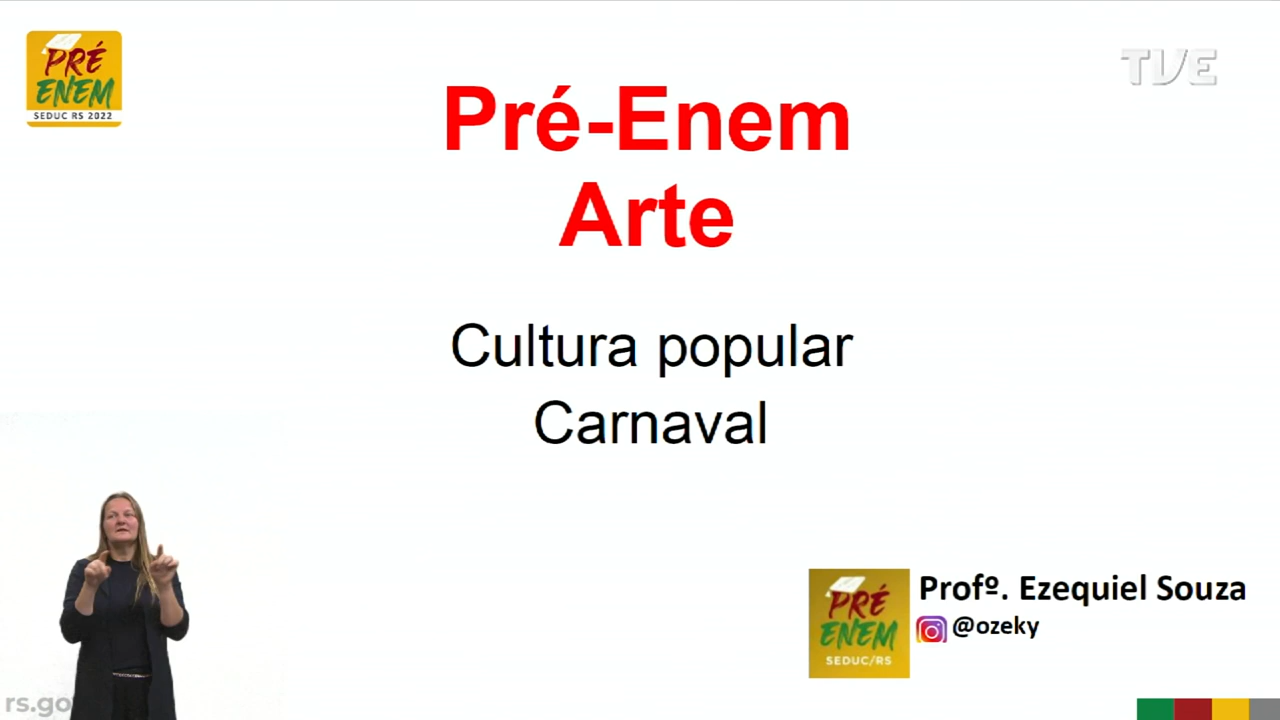 PRÉ
ENEM
SEDUC RS 2022
TVE
Pré-Enem
Arte
Cultura popular
Carnaval
PRÉ
ENEM
SEDUC/RS
Profº. Ezequiel Souza
@ozeky
rs.go